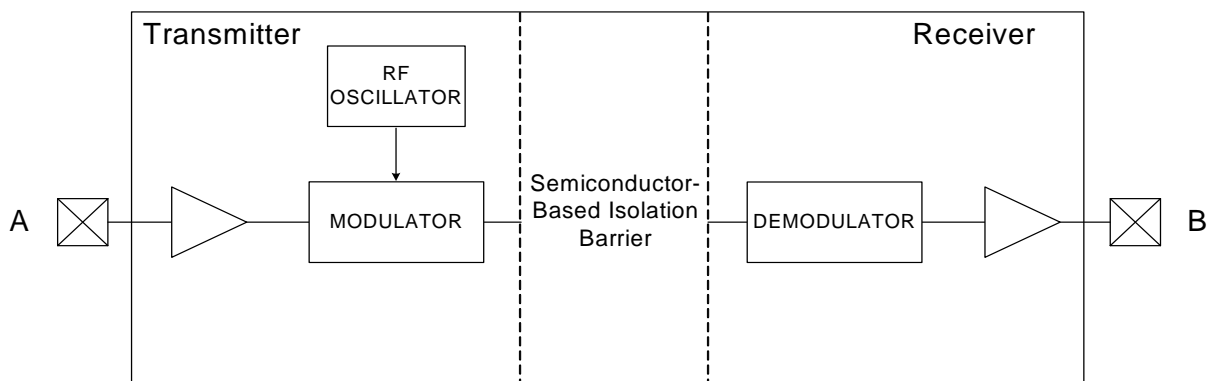 Transmitter
Receiver
RF
OSCILLATOR
A
MODULATOR
Semiconductor-
Based Isolation
Barrier
DEMODULATOR
B